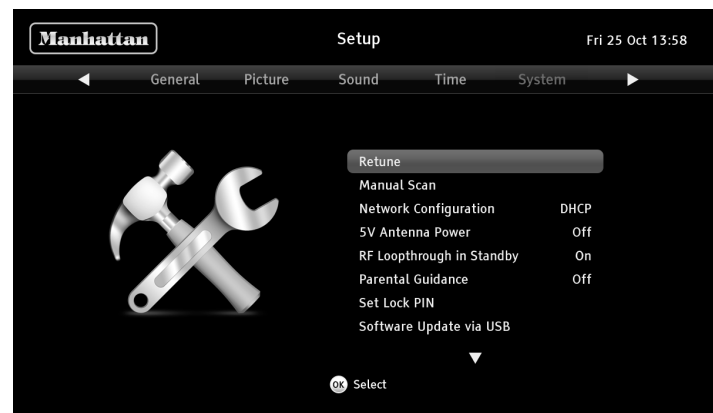 Manhattan Setup Fri 25 Oct 13:58
General Picture Sound Time System
Retune
Manual Scan
Network Configuration DHCP
5V Antenna Power Off
RF Loopthrough in Standby On
Parental Guidance Off
Set Lock PIN
Software Update via USB
OK Select